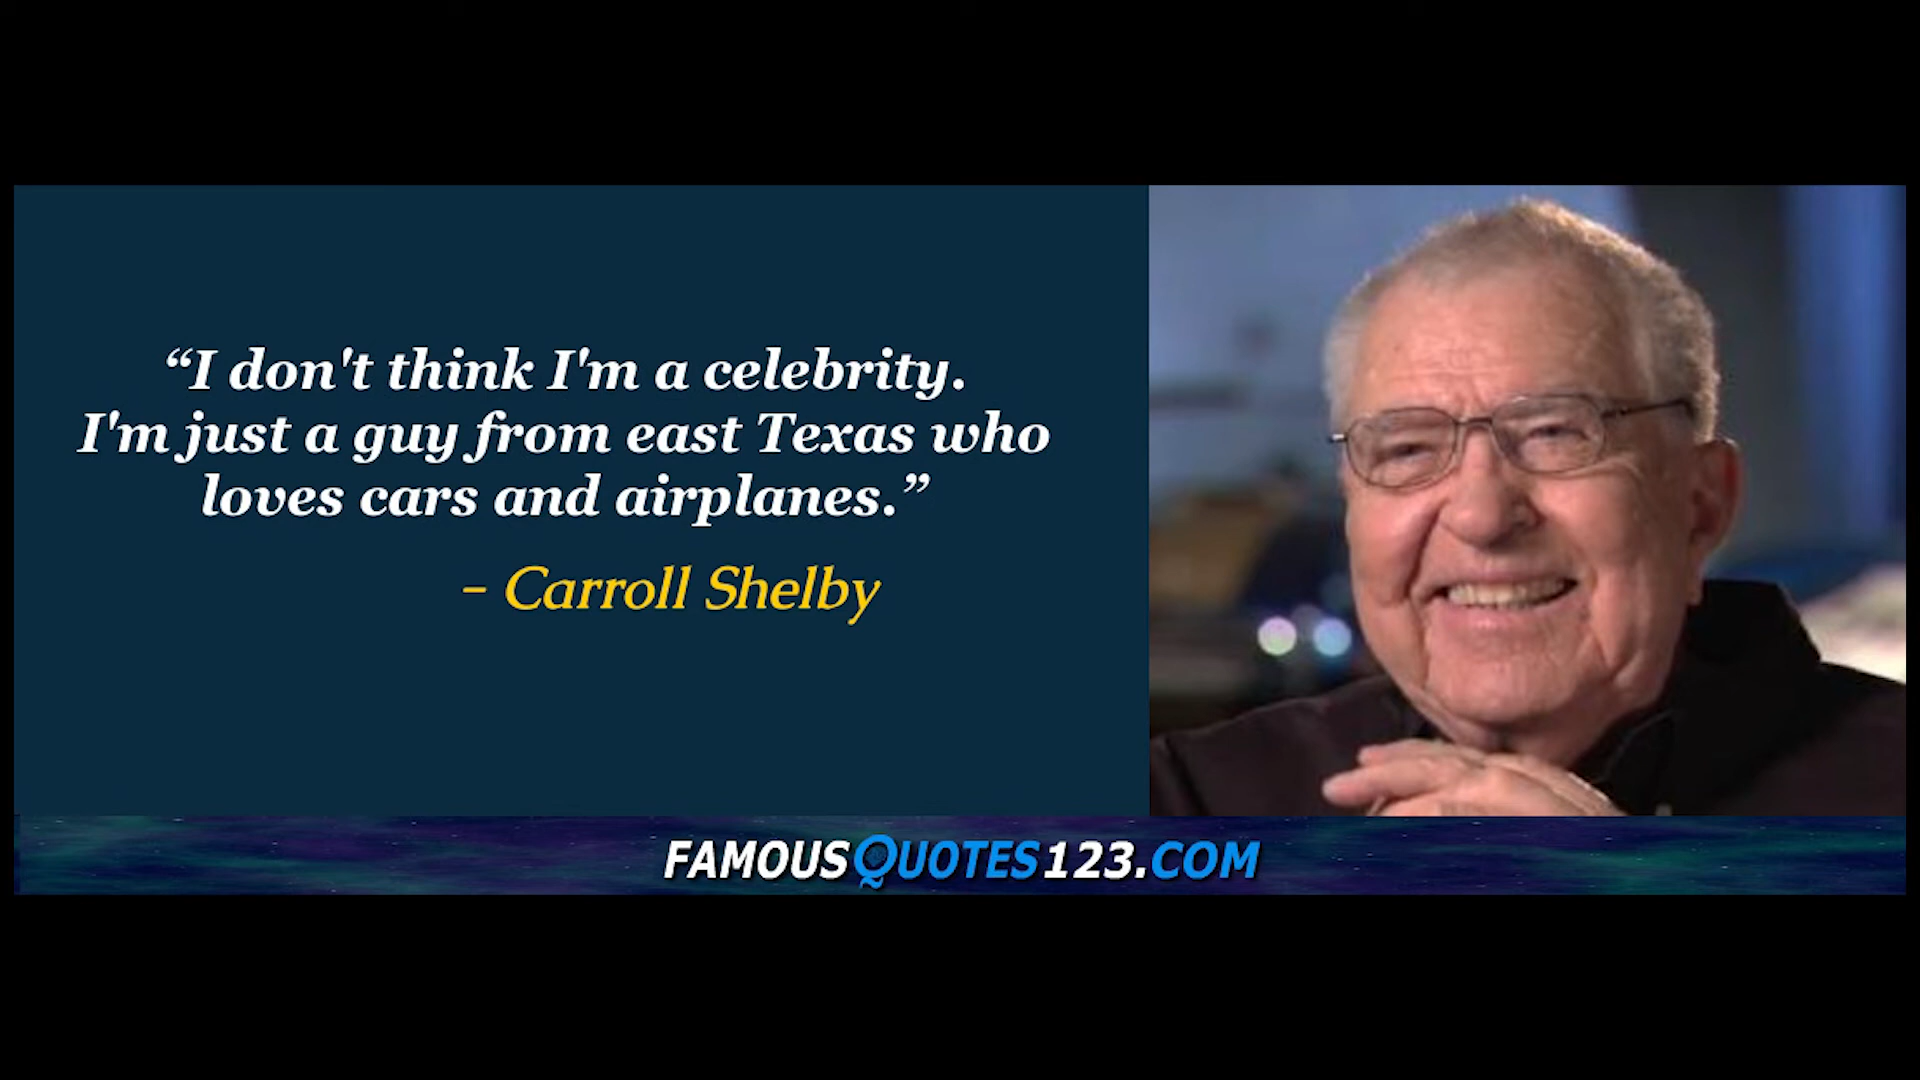 “I don't think I'm a celebrity.
I'm just a guy from east Texas who
loves cars and airplanes.”
- Carroll Shelby
FAMOUSQUOTES123.COM